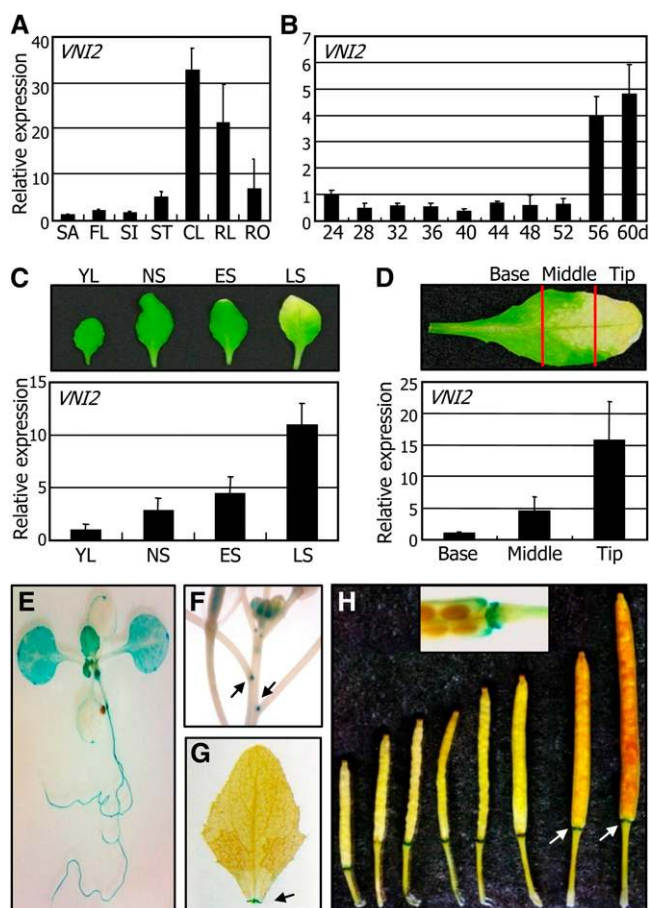 A
VNI2
Relative expression
40
30
20
10
0
SA FL SI ST CL RL RO
B
VNI2
7
6
5
4
3
2
1
0
24 28 32 36 40 44 48 52 56 60d
C
YL NS ES LS
VNI2
Relative expression
15
10
5
0
YL NS ES LS
D
Base Middle Tip
VNI2
Relative expression
25
20
15
10
5
0
Base Middle Tip
E
F
G
H